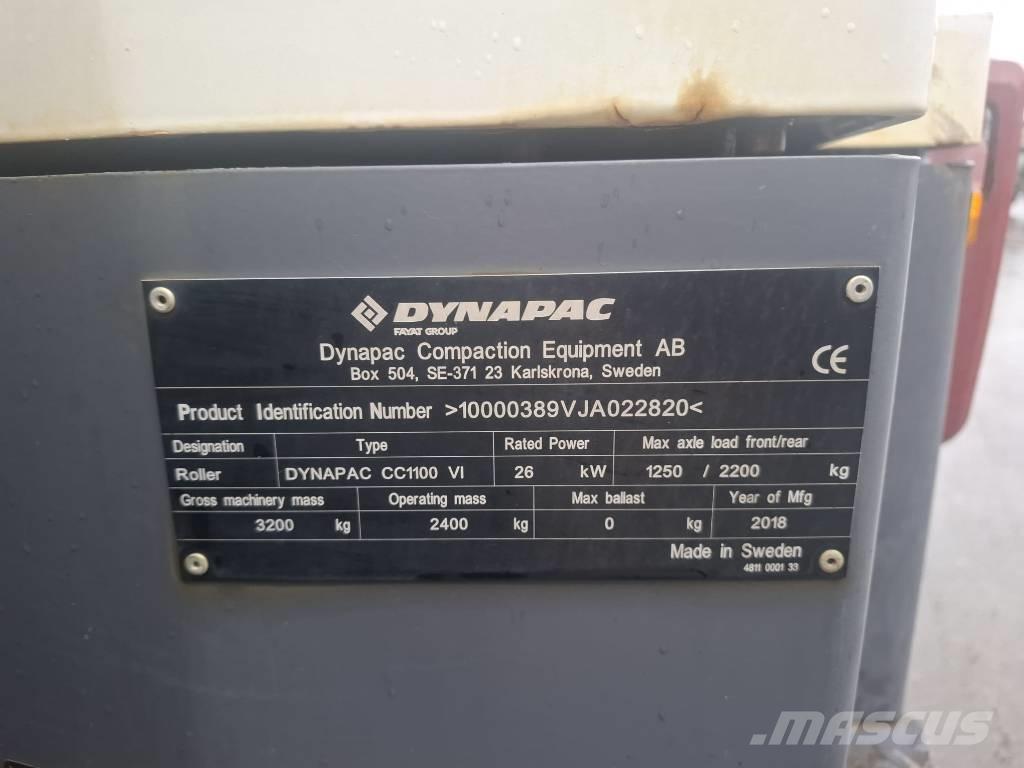 DYNAPAC
FAYAT GROUP
Dynapac Compaction Equipment AB
Box 504, SE-371 23 Karlskrona, Sweden
CE
Product Identification Number >10000389VJA022820<
Designation Type Rated Power Max axle load front/rear
Roller DYNAPAC CC1100 VI 26 kW 1250 / 2200 kg
Gross machinery mass Operating mass Max ballast Year of Mfg
3200 kg 2400 kg 0 kg 2018
Made in Sweden
4811 0001 33
MASCUS